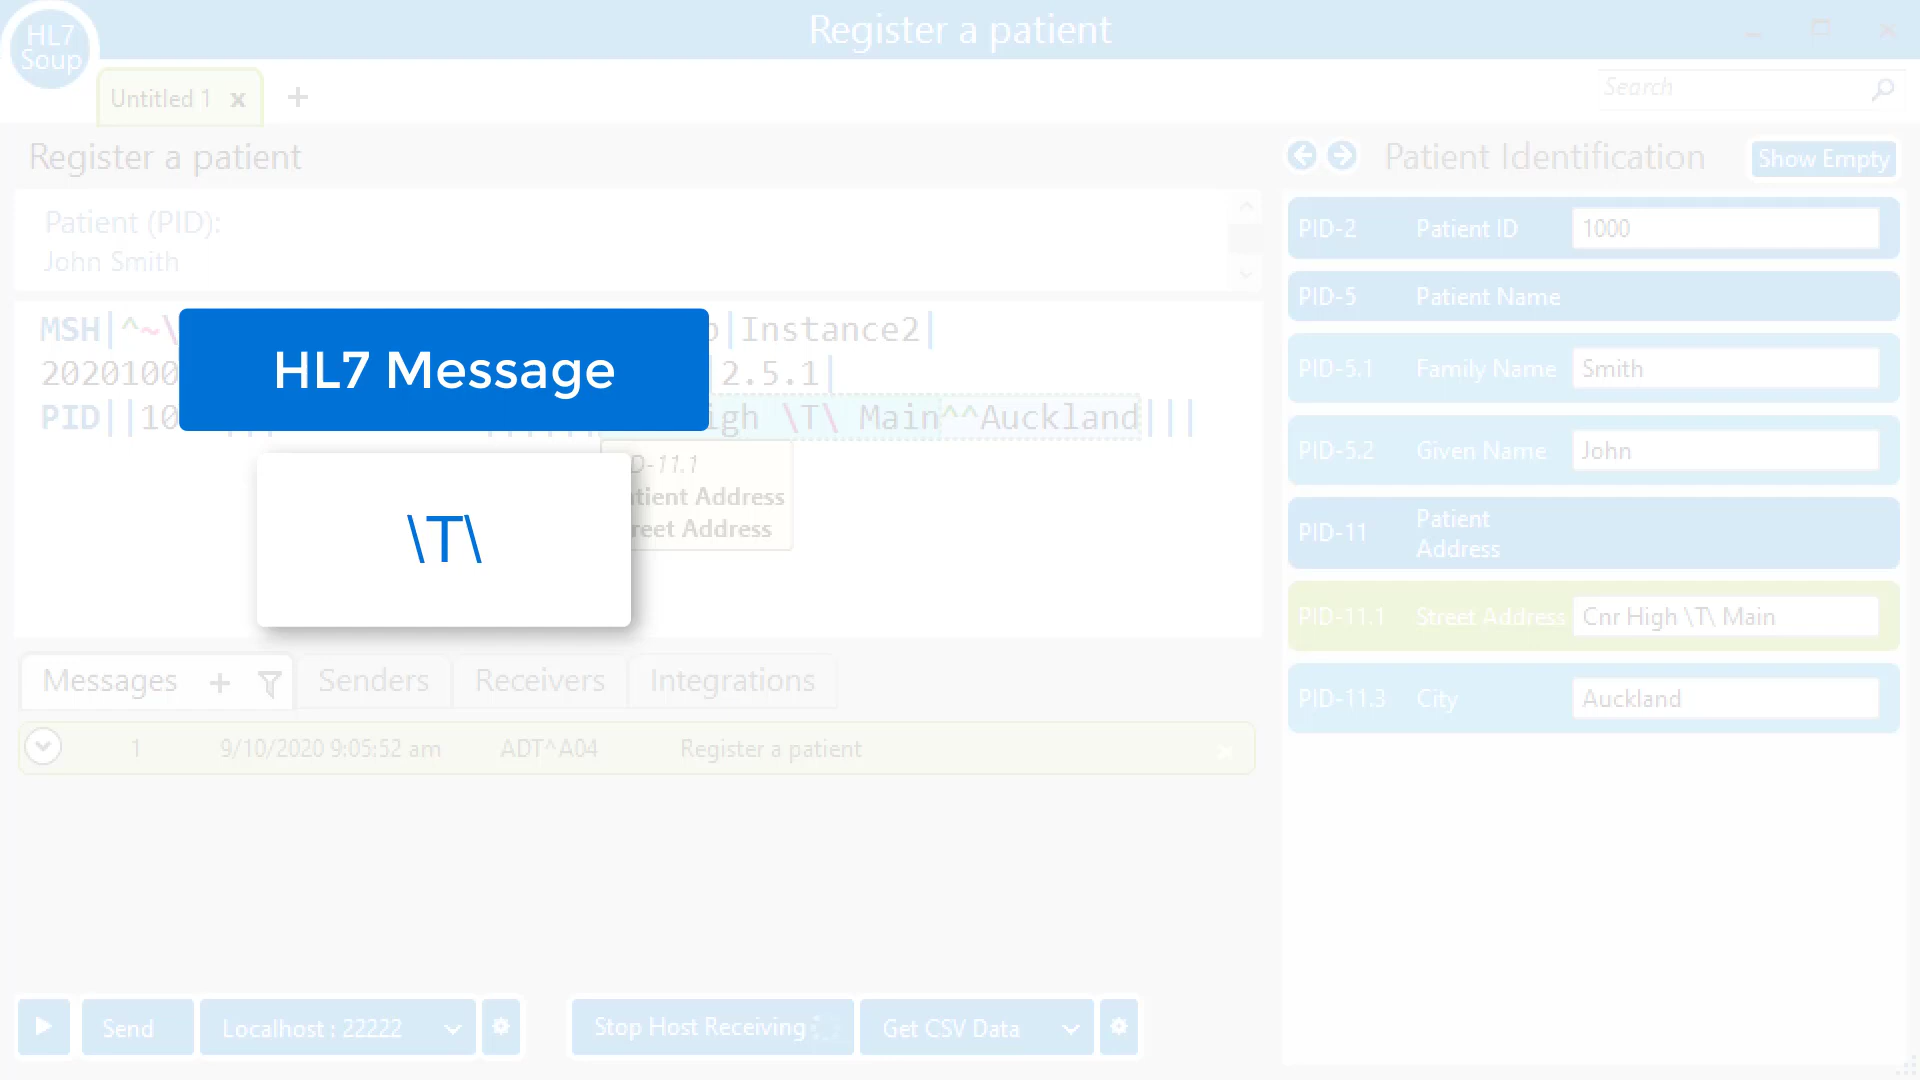 HL7
Soup
Register a patient
Untitled 1 x +
Search
Register a patient
Patient Identification
Show Empty
Patient (PID):
John Smith
MSH|^~\
|Instance2|
2020100
|2.5.1|
PID||10
igh \T\ Main^^Auckland|||
HL7 Message
\T\
D-11.1
tient Address
reet Address
PID-2 Patient ID 1000
PID-5 Patient Name
PID-5.1 Family Name Smith
PID-5.2 Given Name John
PID-11 Patient
Address
PID-11.1 Street Address Cnr High \T\ Main
PID-11.3 City Auckland
Messages + Senders Receivers Integrations
1 9/10/2020 9:05:52 am ADT^A04 Register a patient
Send Localhost : 22222 Stop Host Receiving Get CSV Data